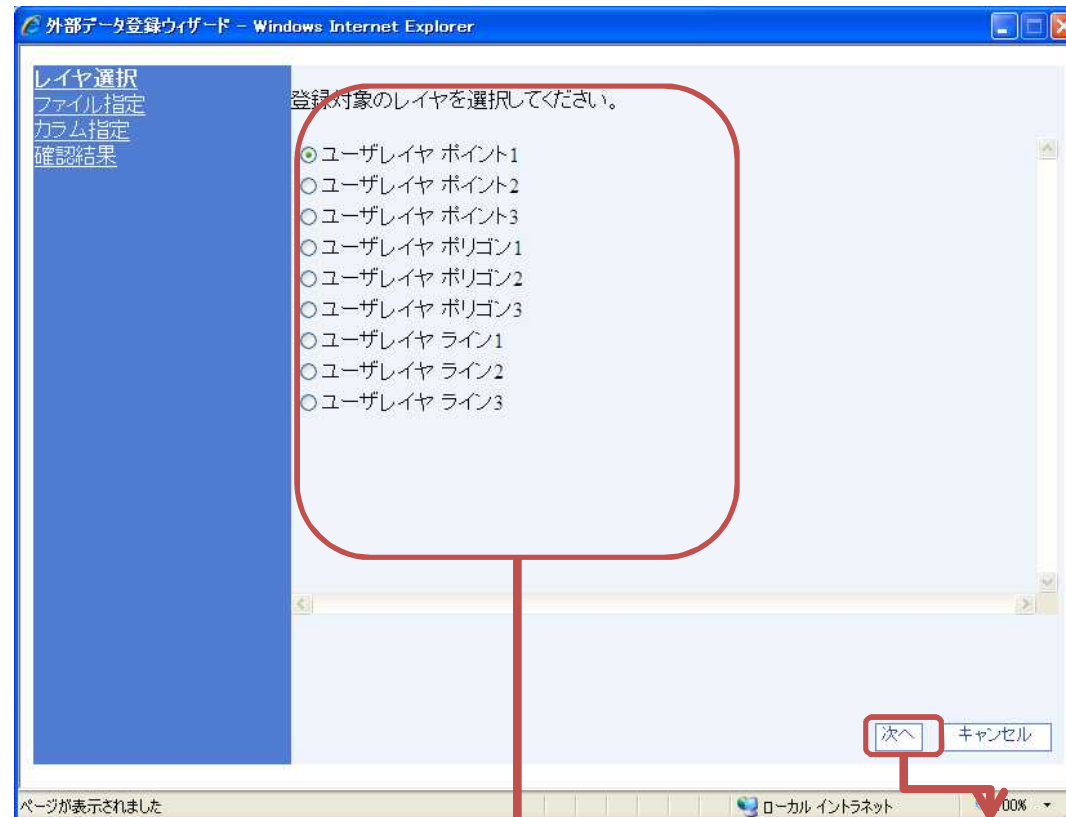 外部データ登録ウィザード - Windows Internet Explorer
レイヤ選択
ファイル指定
カラム指定
確認結果
登録対象のレイヤを選択してください。
ユーザレイヤ ポイント1
ユーザレイヤ ポイント2
ユーザレイヤ ポイント3
ユーザレイヤ ポリゴン1
ユーザレイヤ ポリゴン2
ユーザレイヤ ポリゴン3
ユーザレイヤ ライン1
ユーザレイヤ ライン2
ユーザレイヤ ライン3
次へ キャンセル
ページが表示されました ローカル イントラネット